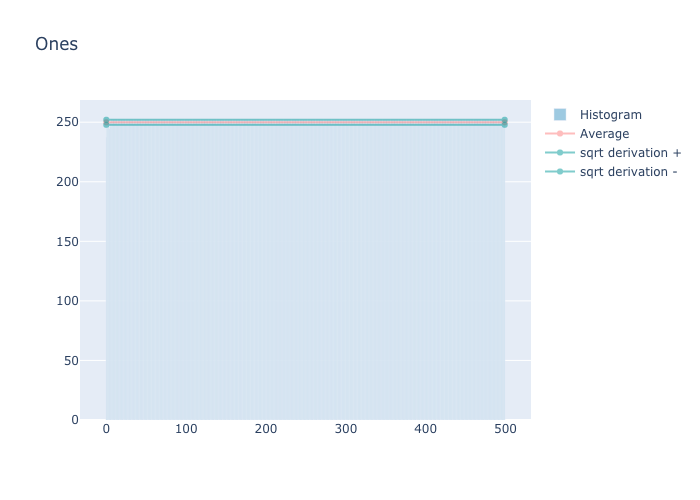 Ones
250
200
150
100
50
0
0 100 200 300 400 500
Histogram
Average
sqrt derivation +
sqrt derivation -